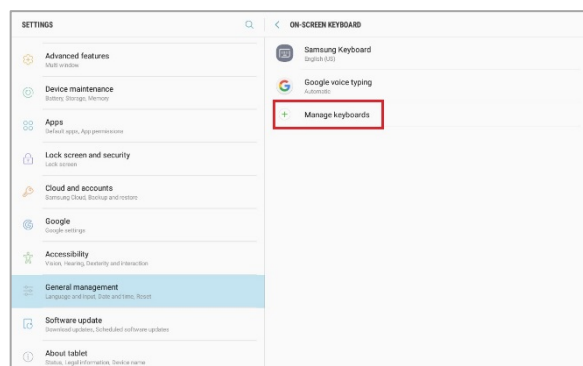 SETTINGS
Advanced features
Multi window
Device maintenance
Battery, Storage, Memory
Apps
Default apps, App permissions
Lock screen and security
Lock screen
Cloud and accounts
Samsung Cloud, Backup and restore
Google
Google settings
Accessibility
Vision, Hearing, Dexterity and interaction
General management
Language and input, Date and time, Reset
Software update
Download updates, Scheduled software updates
About tablet
Status, Legal information, Device name
ON-SCREEN KEYBOARD
Samsung Keyboard
English (US)
Google voice typing
Automatic
Manage keyboards